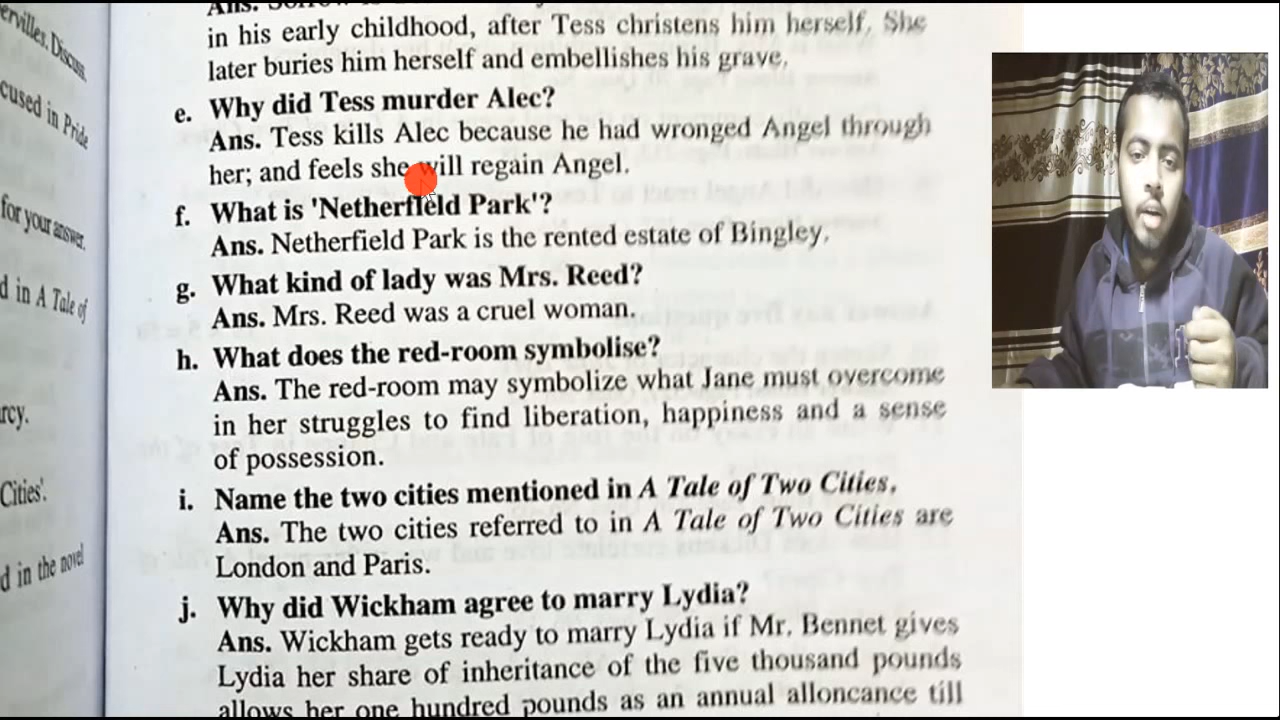 ervilles. Discuss.
cused in Pride
for your answer.
d in A Tale of
rcy.
Cities'.
d in the novel
Ans.
in his early childhood, after Tess christens him herself. She
later buries him herself and embellishes his grave.
e. Why did Tess murder Alec?
Ans. Tess kills Alec because he had wronged Angel through
her; and feels she will regain Angel.
f. What is 'Netherfield Park'?
Ans. Netherfield Park is the rented estate of Bingley.
g. What kind of lady was Mrs. Reed?
Ans. Mrs. Reed was a cruel woman.
h. What does the red-room symbolise?
Ans. The red-room may symbolize what Jane must overcome
in her struggles to find liberation, happiness and a sense
of possession.
i. Name the two cities mentioned in A Tale of Two Cities.
Ans. The two cities referred to in A Tale of Two Cities are
London and Paris.
j. Why did Wickham agree to marry Lydia?
Ans. Wickham gets ready to marry Lydia if Mr. Bennet gives
Lydia her share of inheritance of the five thousand pounds
allows her one hundred pounds as an annual alloncance till